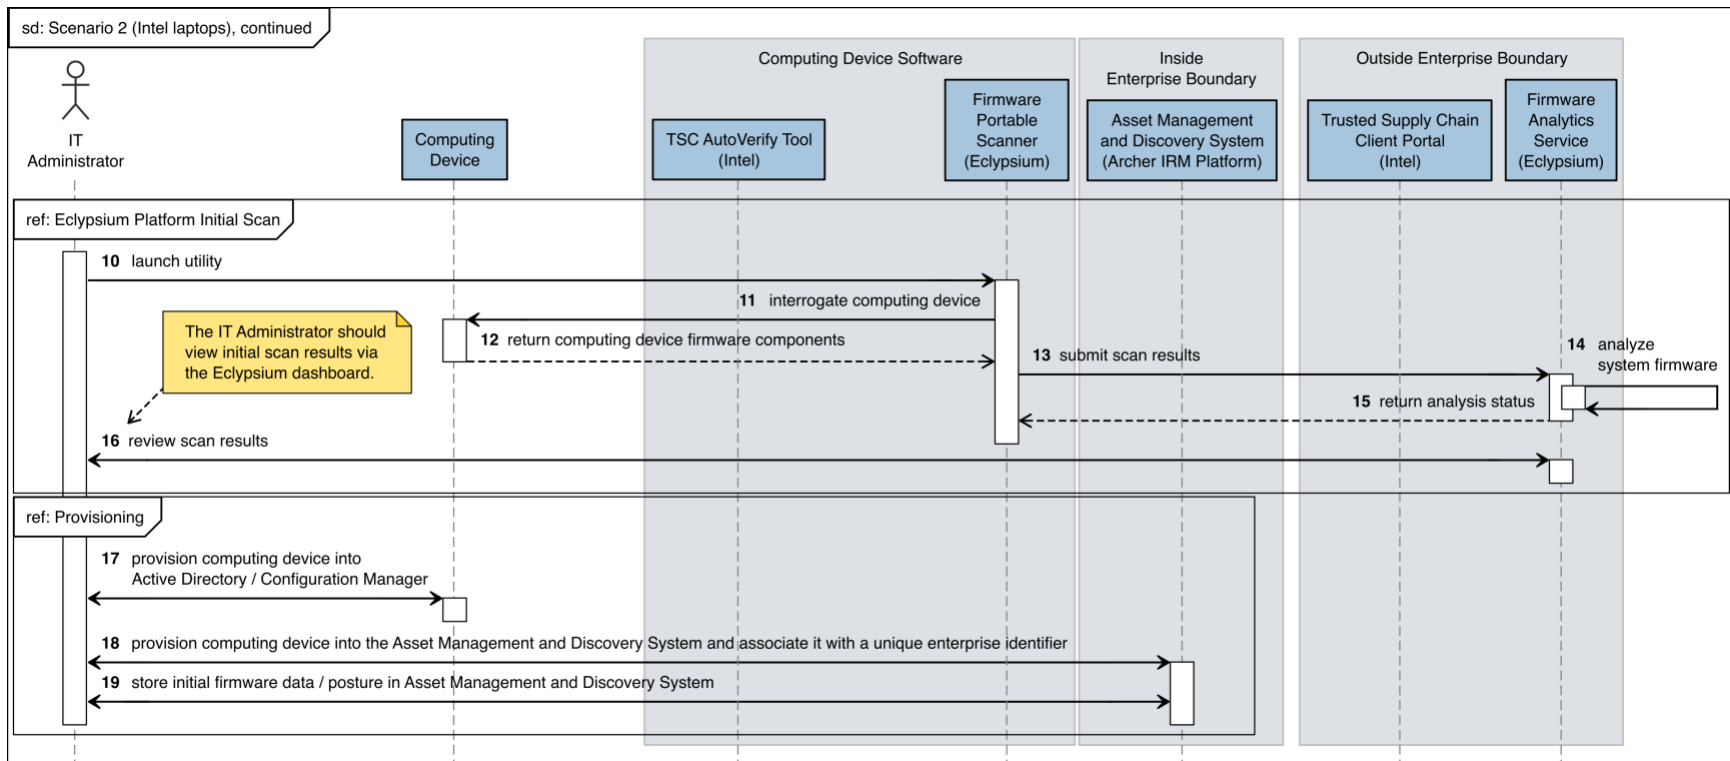 sd: Scenario 2 (Intel laptops), continued
IT
Administrator
Computing
Device
Computing Device Software
TSC AutoVerify Tool
(Intel)
Firmware
Portable
Scanner
(Eclypsium)
Inside
Enterprise Boundary
Asset Management
and Discovery System
(Archer IRM Platform)
Outside Enterprise Boundary
Trusted Supply Chain
Client Portal
(Intel)
Firmware
Analytics
Service
(Eclypsium)
ref: Eclypsium Platform Initial Scan
10 launch utility
11 interrogate computing device
The IT Administrator should
view initial scan results via
the Eclypsium dashboard.
12 return computing device firmware components
13 submit scan results
14 analyze
system firmware
15 return analysis status
16 review scan results
ref: Provisioning
17 provision computing device into
Active Directory / Configuration Manager
18 provision computing device into the Asset Management and Discovery System and associate it with a unique enterprise identifier
19 store initial firmware data / posture in Asset Management and Discovery System